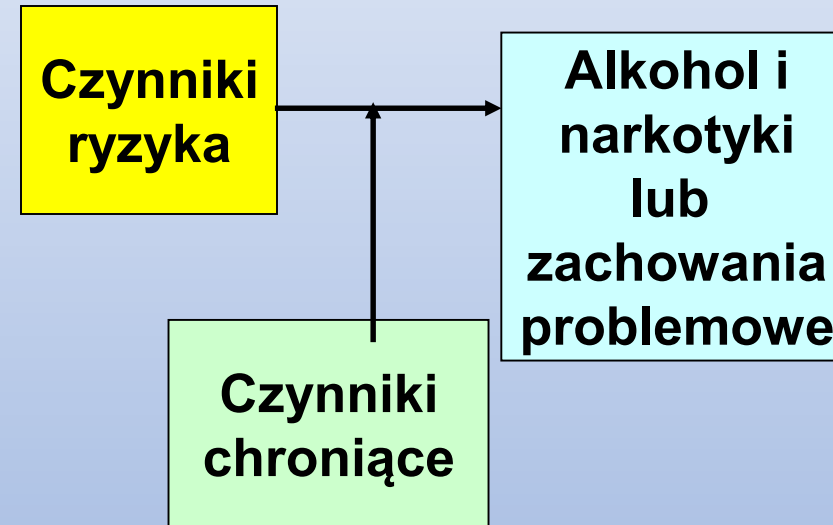 Czynniki
ryzyka
Alkohol i
narkotyki
lub
zachowania
problemowe
Czynniki
chroniące